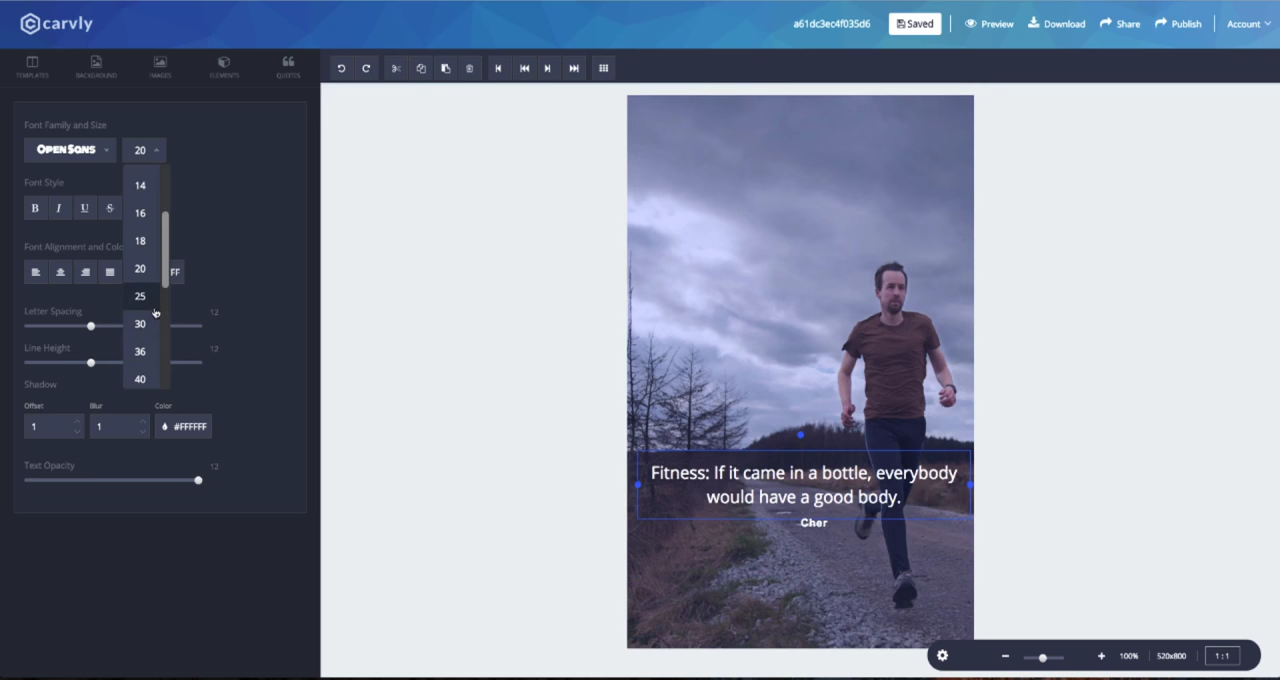 carvly
a61dc3ec4f035d6
Saved
Preview
Download
Share
Publish
Account
TEMPLATES
BACKGROUND
IMAGES
ELEMENTS
QUOTES
Font Family and Size
OPEN SANS
20
14
16
18
20
25
30
36
40
Font Style
B I U S
Font Alignment and Colo
FF
Letter Spacing
12
Line Height
12
Shadow
Offset
Blur
Color
1
1
#FFFFFF
Text Opacity
12
Fitness: If it came in a bottle, everybody
would have a good body.
Cher
100%
520x800
1:1